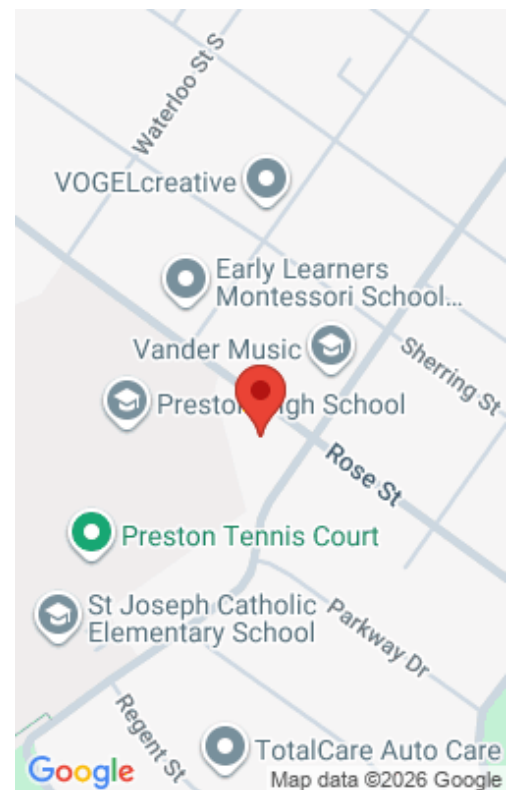 Waterloo St S
VOGELcreative
Early Learners
Montessori School...
Vander Music
Sherring St
Preston High School
Rose St
Preston Tennis Court
St Joseph Catholic
Elementary School
Parkway Dr
Regent St
TotalCare Auto Care
Google
Map data ©2026 Google